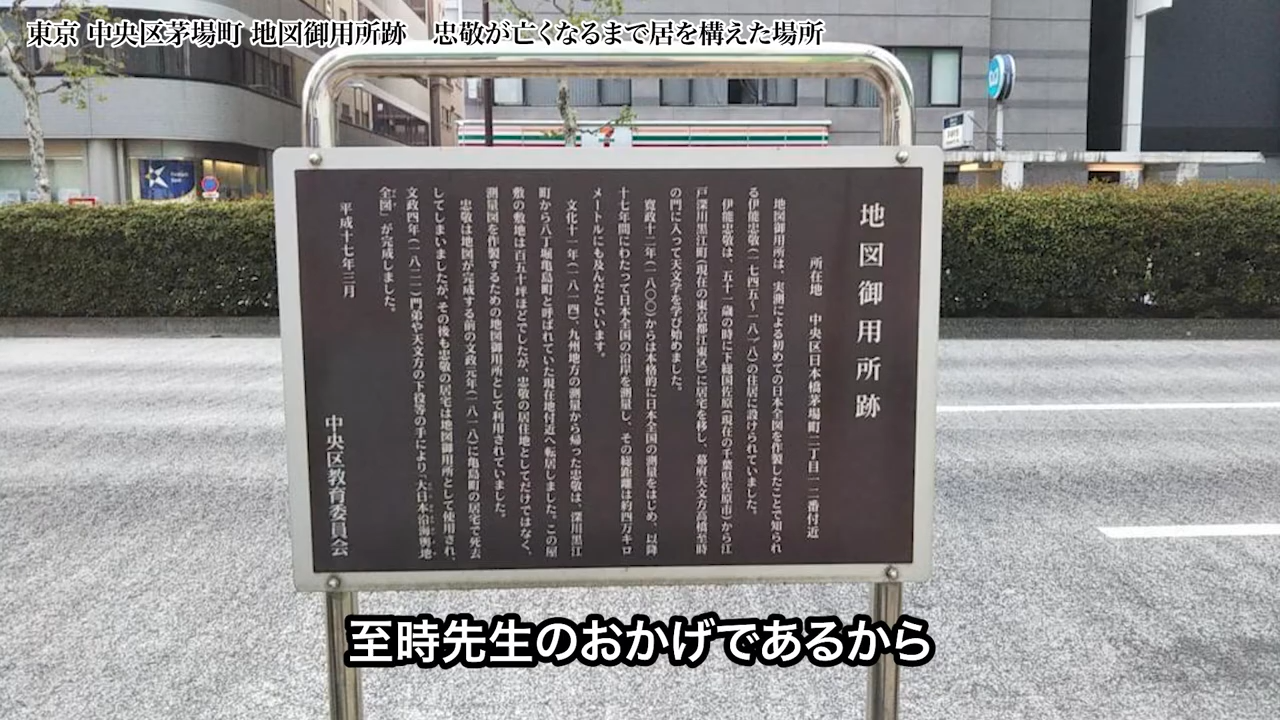 東京 中央区茅場町 地図御用所跡　忠敬が亡くなるまで居を構えた場所
地図御用所跡
所在地　中央区日本橋茅場町二丁目一二番付近
地図御用所は、実測による初めての日本全図を作製したことで知られ
る伊能忠敬(一七四五〜一八一八)の住居に設けられていました。
伊能忠敬は、五十一歳の時に下総国佐原(現在の千葉県佐原市)から江
戸深川黒江町(現在の東京都江東区)に居宅を移し、幕府天文方高橋至時
の門に入って天文学を学び始めました。
寛政十二年(一八〇〇)からは本格的に日本全国の測量をはじめ、以降
十七年間にわたって日本全国の沿岸を測量し、その総距離は約四万キロ
メートルにも及んだといいます。
文化十一年(一八一四)、九州地方の測量から帰った忠敬は、深川黒江
町から八丁堀亀島町と呼ばれていた現在地付近へ転居しました。この屋
敷の敷地は百五十坪ほどでしたが、忠敬の居住地としてだけではなく、
測量図を作製するための地図御用所として利用されていました。
忠敬は地図が完成する前の文政元年(一八一八)に亀島町の居宅で死去
してしまいましたが、その後も忠敬の居宅は地図御用所として使用され、
文政四年(一八二一)門弟や天文方の下役等の手により「大日本沿海輿地
全図」が完成しました。
平成十七年三月
中央区教育委員会
至時先生のおかげであるから